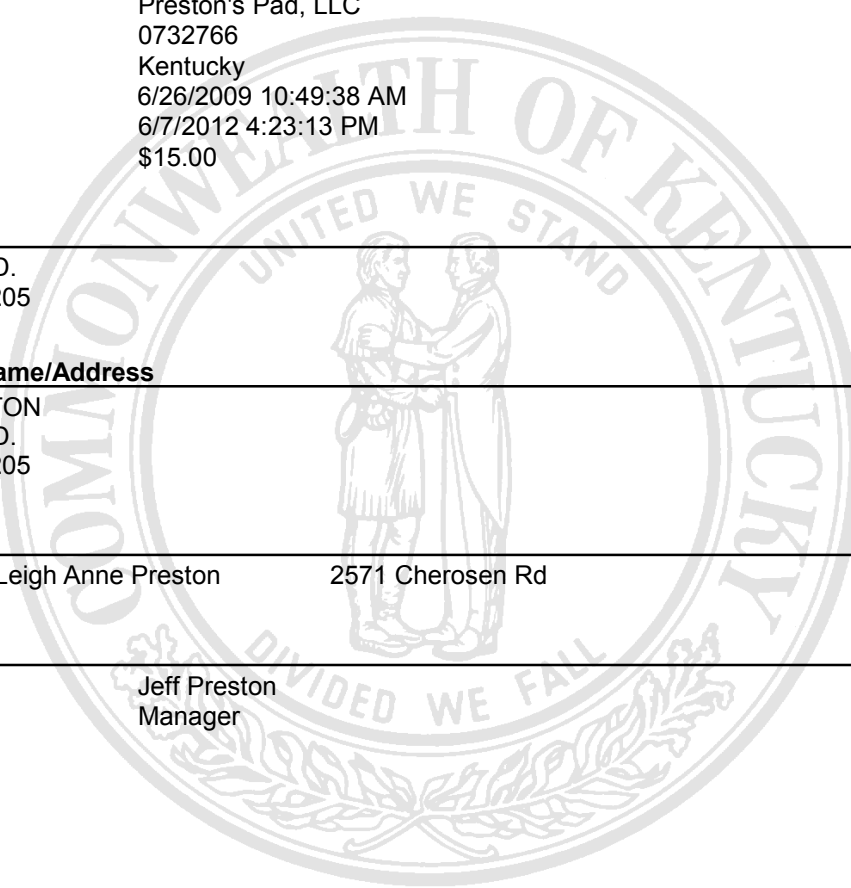 Preston's Pad, LLC
0732766
Kentucky
6/26/2009 10:49:38 AM
6/7/2012 4:23:13 PM
$15.00
D.
205
ame/Address
TON
D.
205
Leigh Anne Preston 2571 Cherosen Rd
Jeff Preston
Manager
COMMONWEALTH OF KENTUCKY
UNITED WE STAND
DIVIDED WE FALL